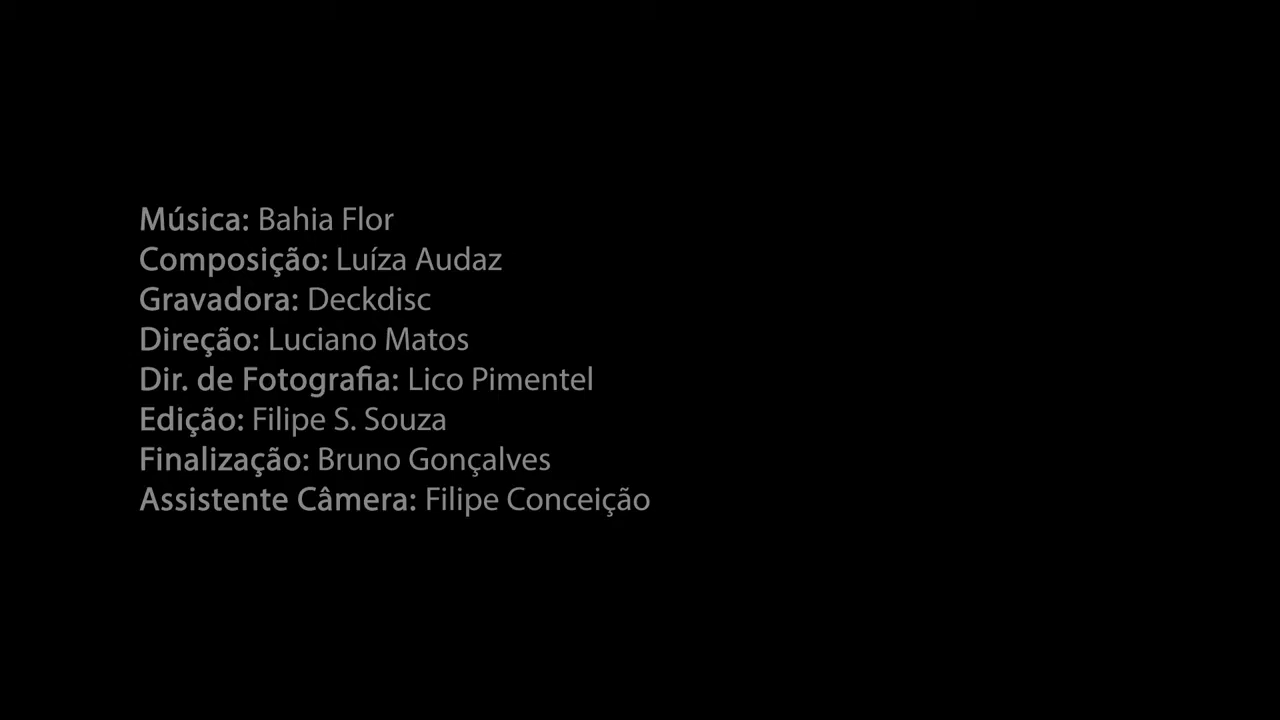 Música: Bahia Flor
Composição: Luíza Audaz
Gravadora: Deckdisc
Direção: Luciano Matos
Dir. de Fotografia: Lico Pimentel
Edição: Filipe S. Souza
Finalização: Bruno Gonçalves
Assistente Câmera: Filipe Conceição